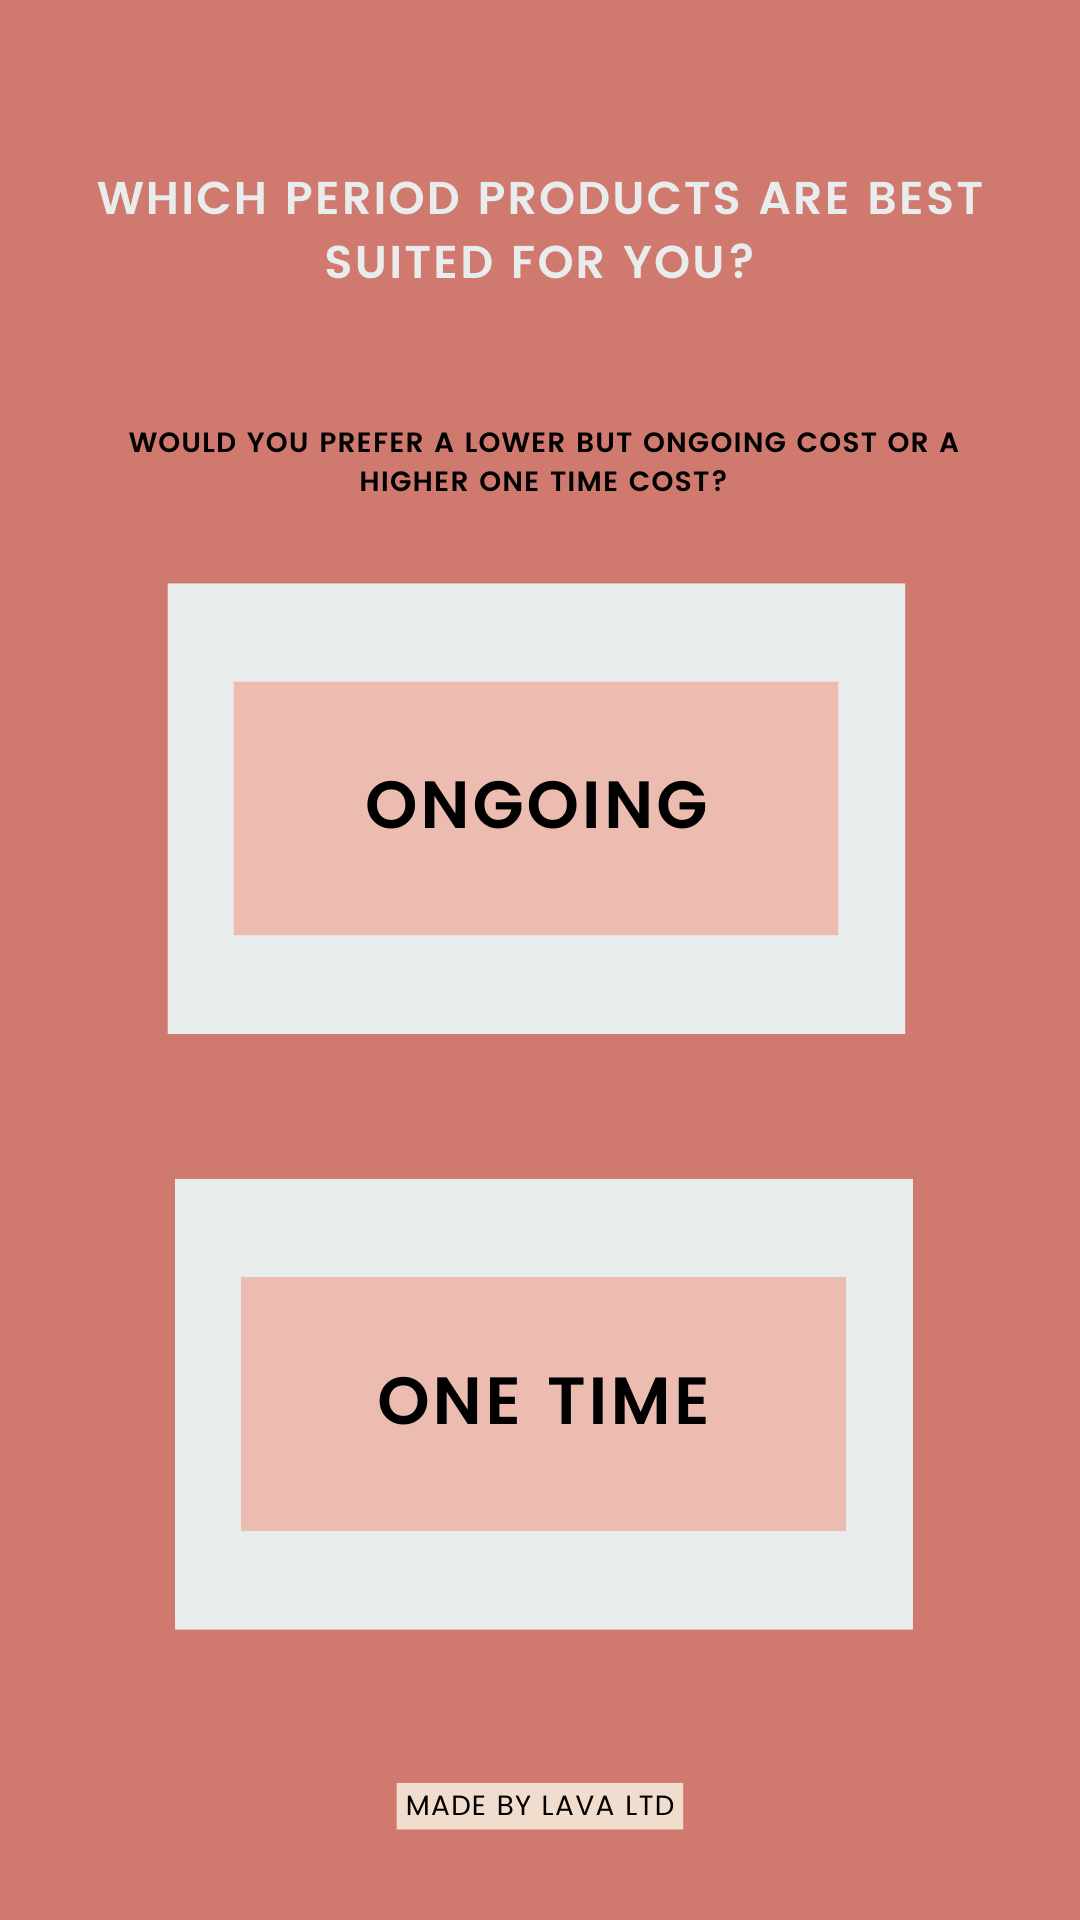 WHICH PERIOD PRODUCTS ARE BEST
SUITED FOR YOU?
WOULD YOU PREFER A LOWER BUT ONGOING COST OR A
HIGHER ONE TIME COST?
ONGOING
ONE TIME
MADE BY LAVA LTD